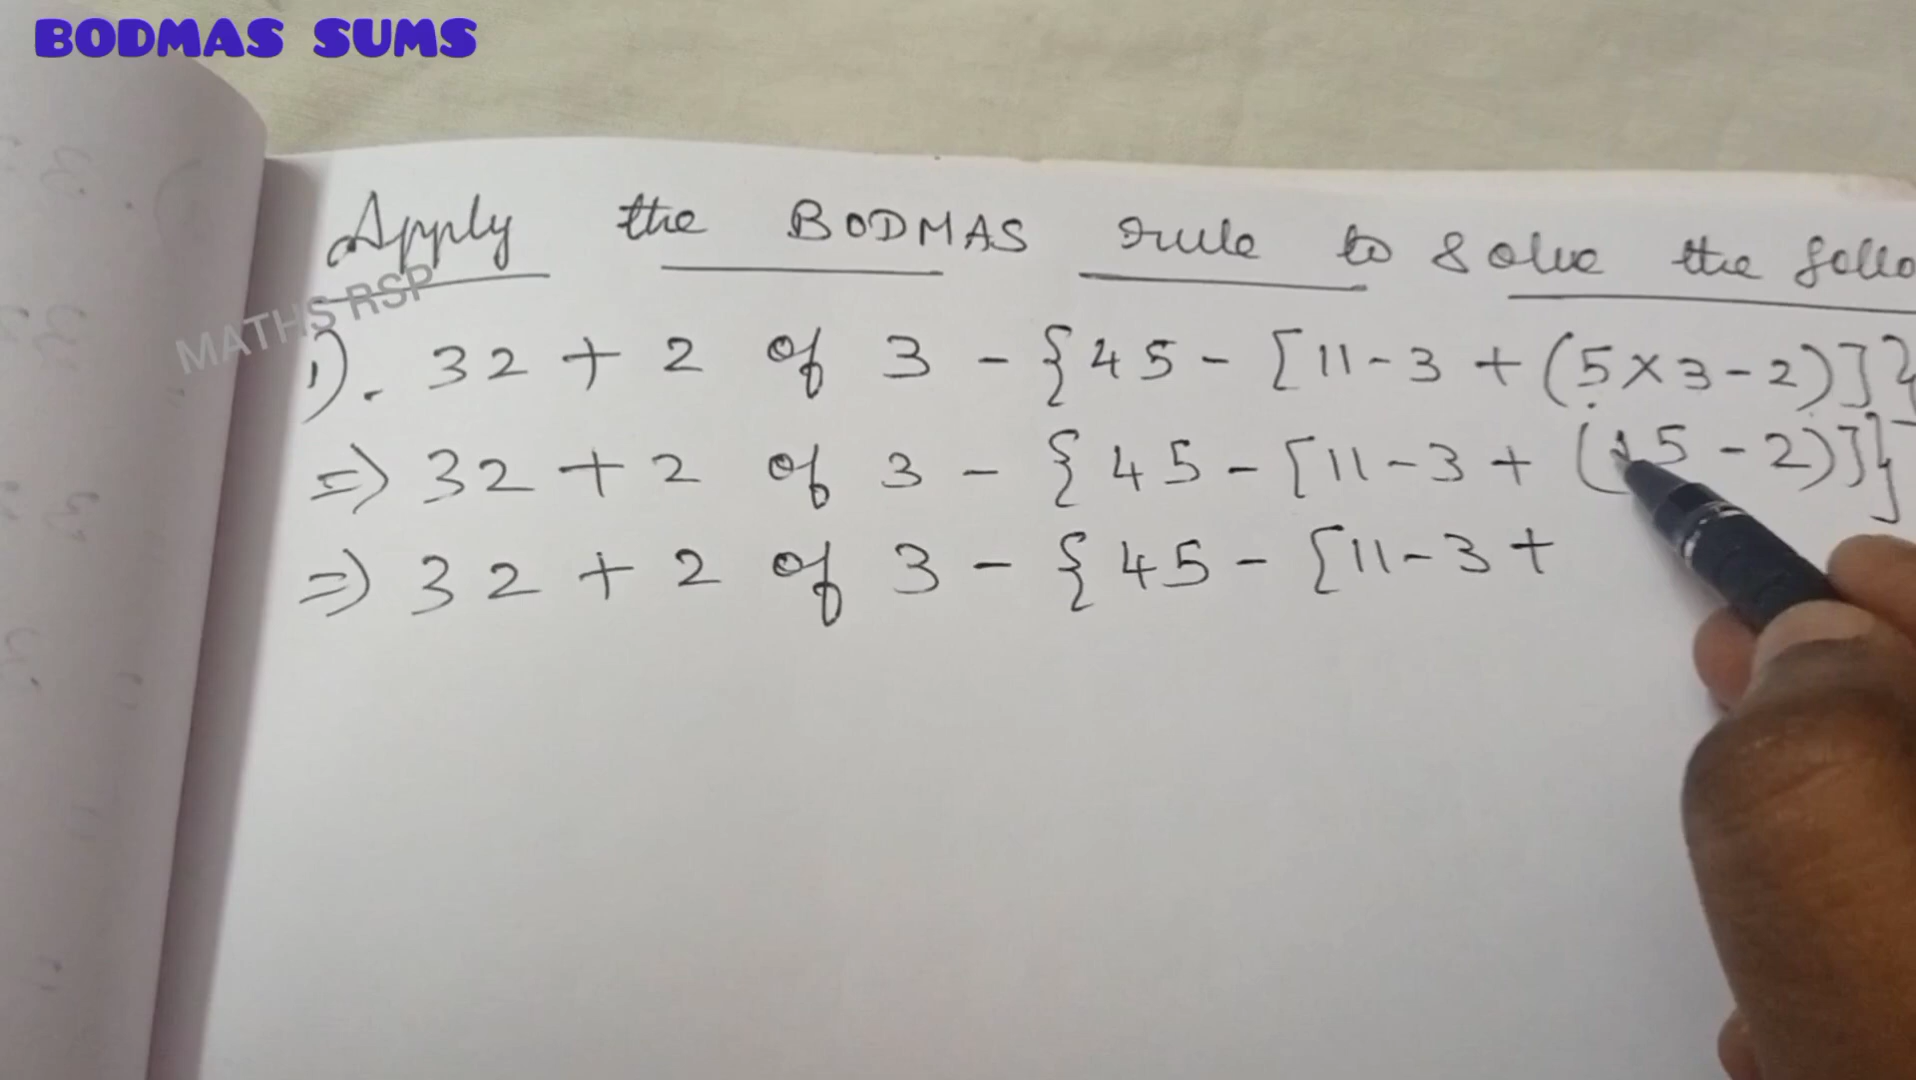 BODMAS SUMS
Apply the BODMAS rule to solve the
MATHS RSP
1). 32 + 2 of 3 - {45 - [11-3 + (5×3-2)]}
=> 32 + 2 of 3 - {45 - [11-3 + (15-2)]}
=> 32 + 2 of 3 - {45 - [11-3 +